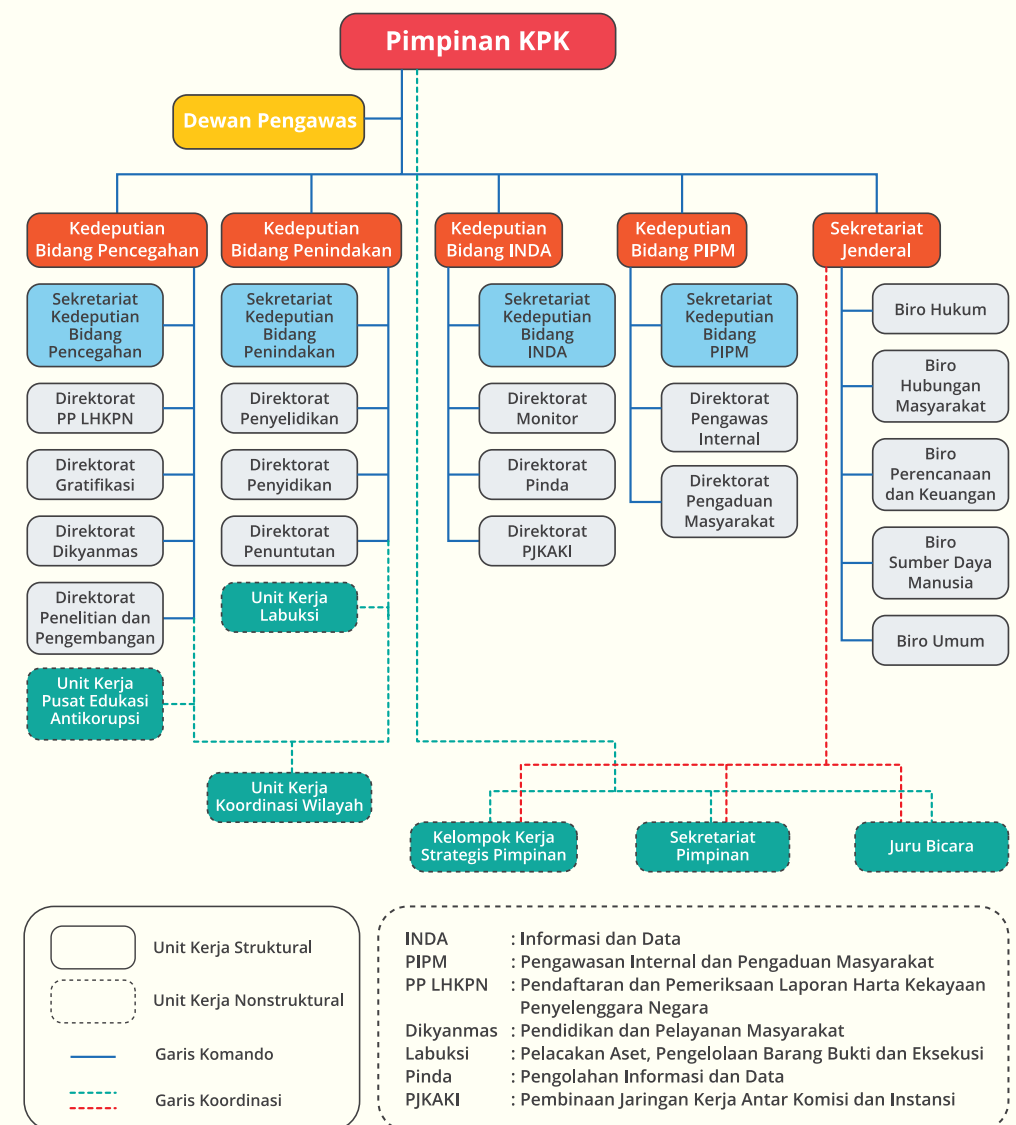 Pimpinan KPK
Dewan Pengawas
Kedeputian
Bidang Pencegahan
Kedeputian
Bidang Penindakan
Kedeputian
Bidang INDA
Kedeputian
Bidang PIPM
Sekretariat
Jenderal
Sekretariat
Kedeputian
Bidang
Pencegahan
Direktorat
PP LHKPN
Direktorat
Gratifikasi
Direktorat
Dikyanmas
Direktorat
Penelitian dan
Pengembangan
Unit Kerja
Pusat Edukasi
Antikorupsi
Sekretariat
Kedeputian
Bidang
Penindakan
Direktorat
Penyelidikan
Direktorat
Penyidikan
Direktorat
Penuntutan
Unit Kerja
Labuksi
Unit Kerja
Koordinasi Wilayah
Sekretariat
Kedeputian
Bidang
INDA
Direktorat
Monitor
Direktorat
Pinda
Direktorat
PJKAKI
Sekretariat
Kedeputian
Bidang
PIPM
Direktorat
Pengawas
Internal
Direktorat
Pengaduan
Masyarakat
Biro Hukum
Biro
Hubungan
Masyarakat
Biro
Perencanaan
dan Keuangan
Biro
Sumber Daya
Manusia
Biro Umum
Kelompok Kerja
Strategis Pimpinan
Sekretariat
Pimpinan
Juru Bicara
Unit Kerja Struktural
Unit Kerja Nonstruktural
Garis Komando
Garis Koordinasi
INDA : Informasi dan Data
PIPM : Pengawasan Internal dan Pengaduan Masyarakat
PP LHKPN : Pendaftaran dan Pemeriksaan Laporan Harta Kekayaan
Penyelenggara Negara
Dikyanmas : Pendidikan dan Pelayanan Masyarakat
Labuksi : Pelacakan Aset, Pengelolaan Barang Bukti dan Eksekusi
Pinda : Pengolahan Informasi dan Data
PJKAKI : Pembinaan Jaringan Kerja Antar Komisi dan Instansi